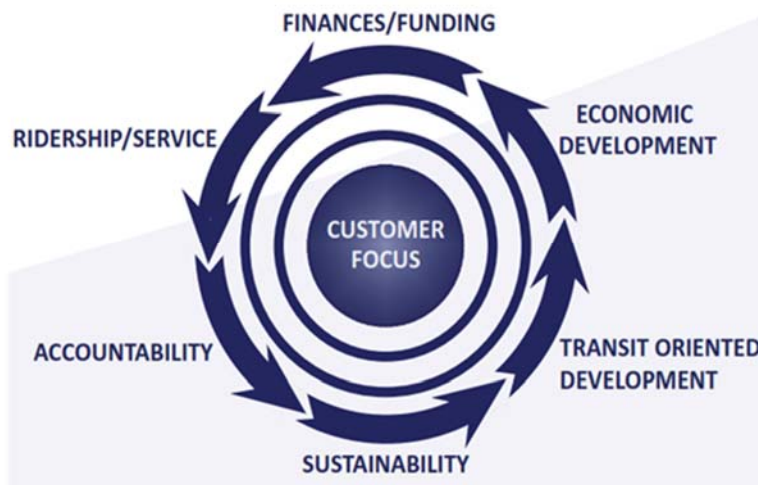 FINANCES/FUNDING
ECONOMIC
DEVELOPMENT
RIDERSHIP/SERVICE
CUSTOMER
FOCUS
ACCOUNTABILITY
TRANSIT ORIENTED
DEVELOPMENT
SUSTAINABILITY